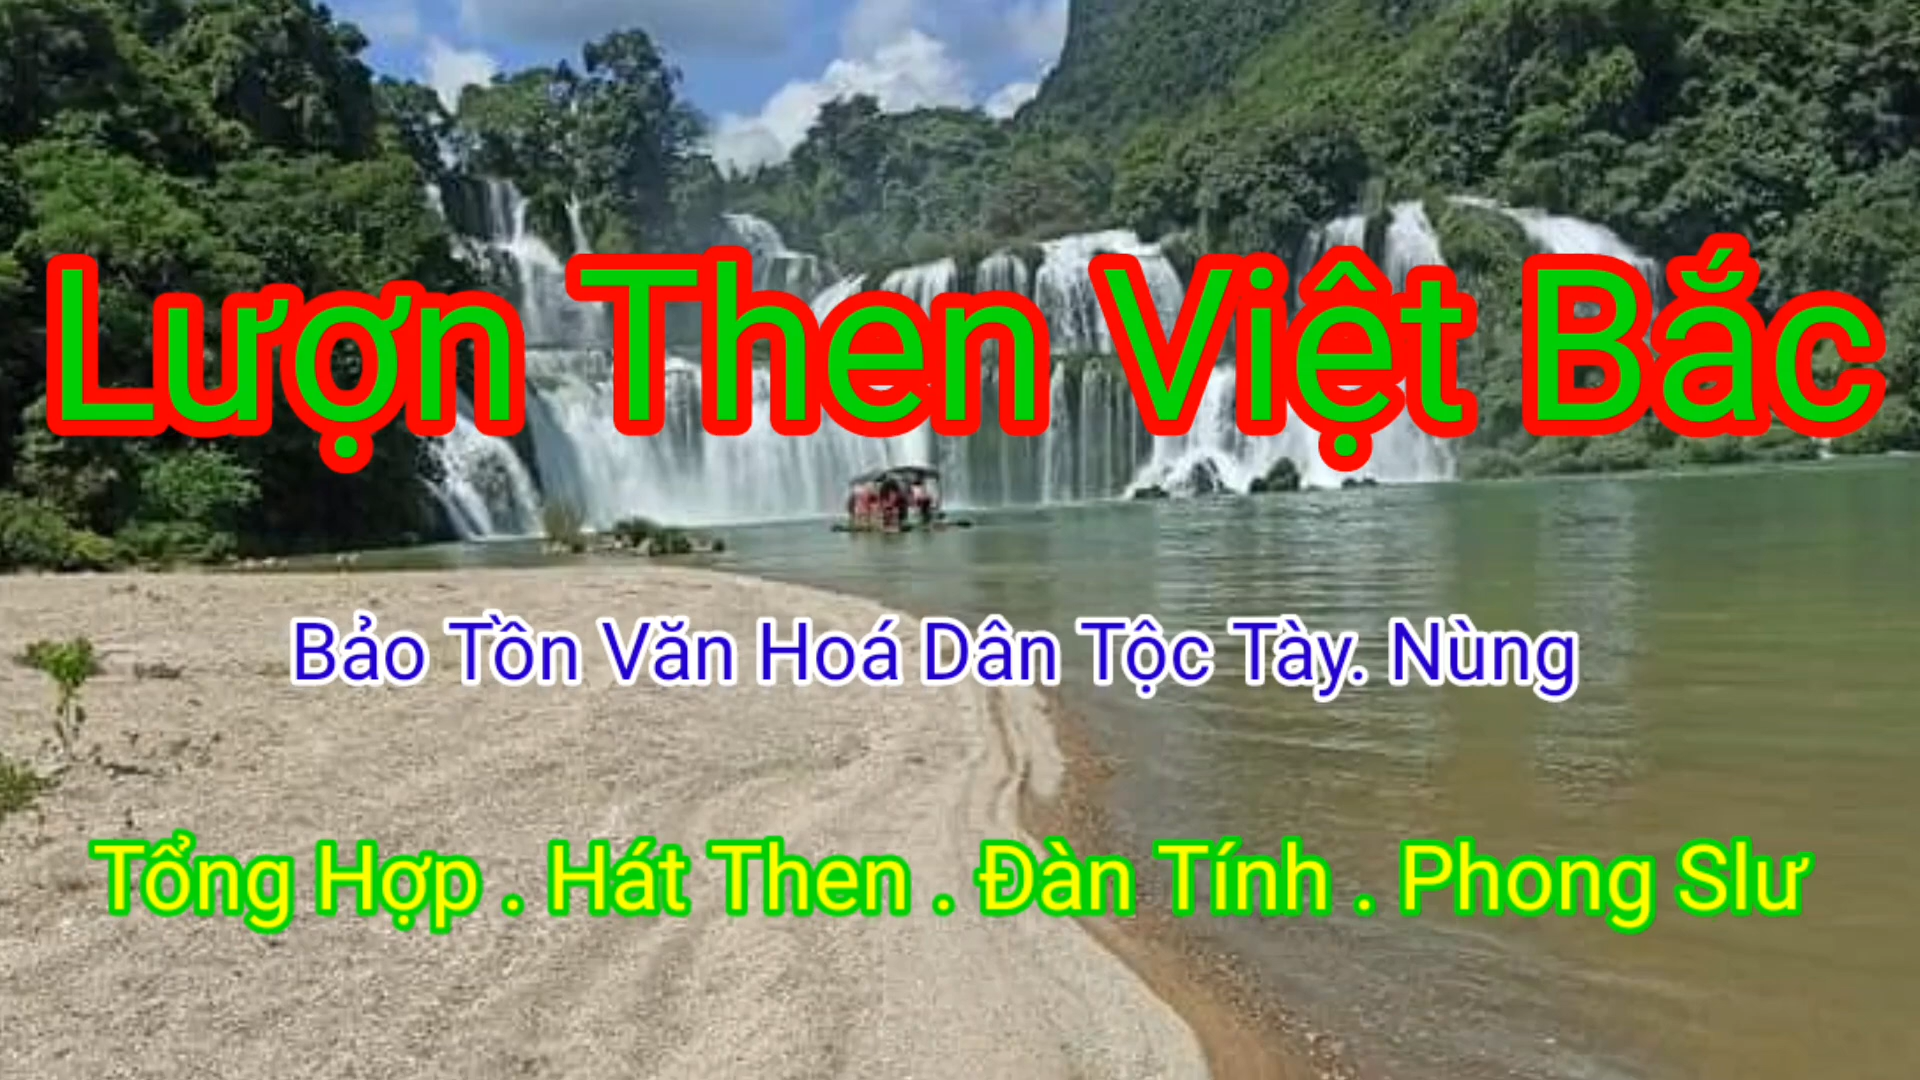 Lượn Then Việt Bắc
Bảo Tồn Văn Hoá Dân Tộc Tày. Nùng
Tổng Hợp . Hát Then . Đàn Tính . Phong Slư